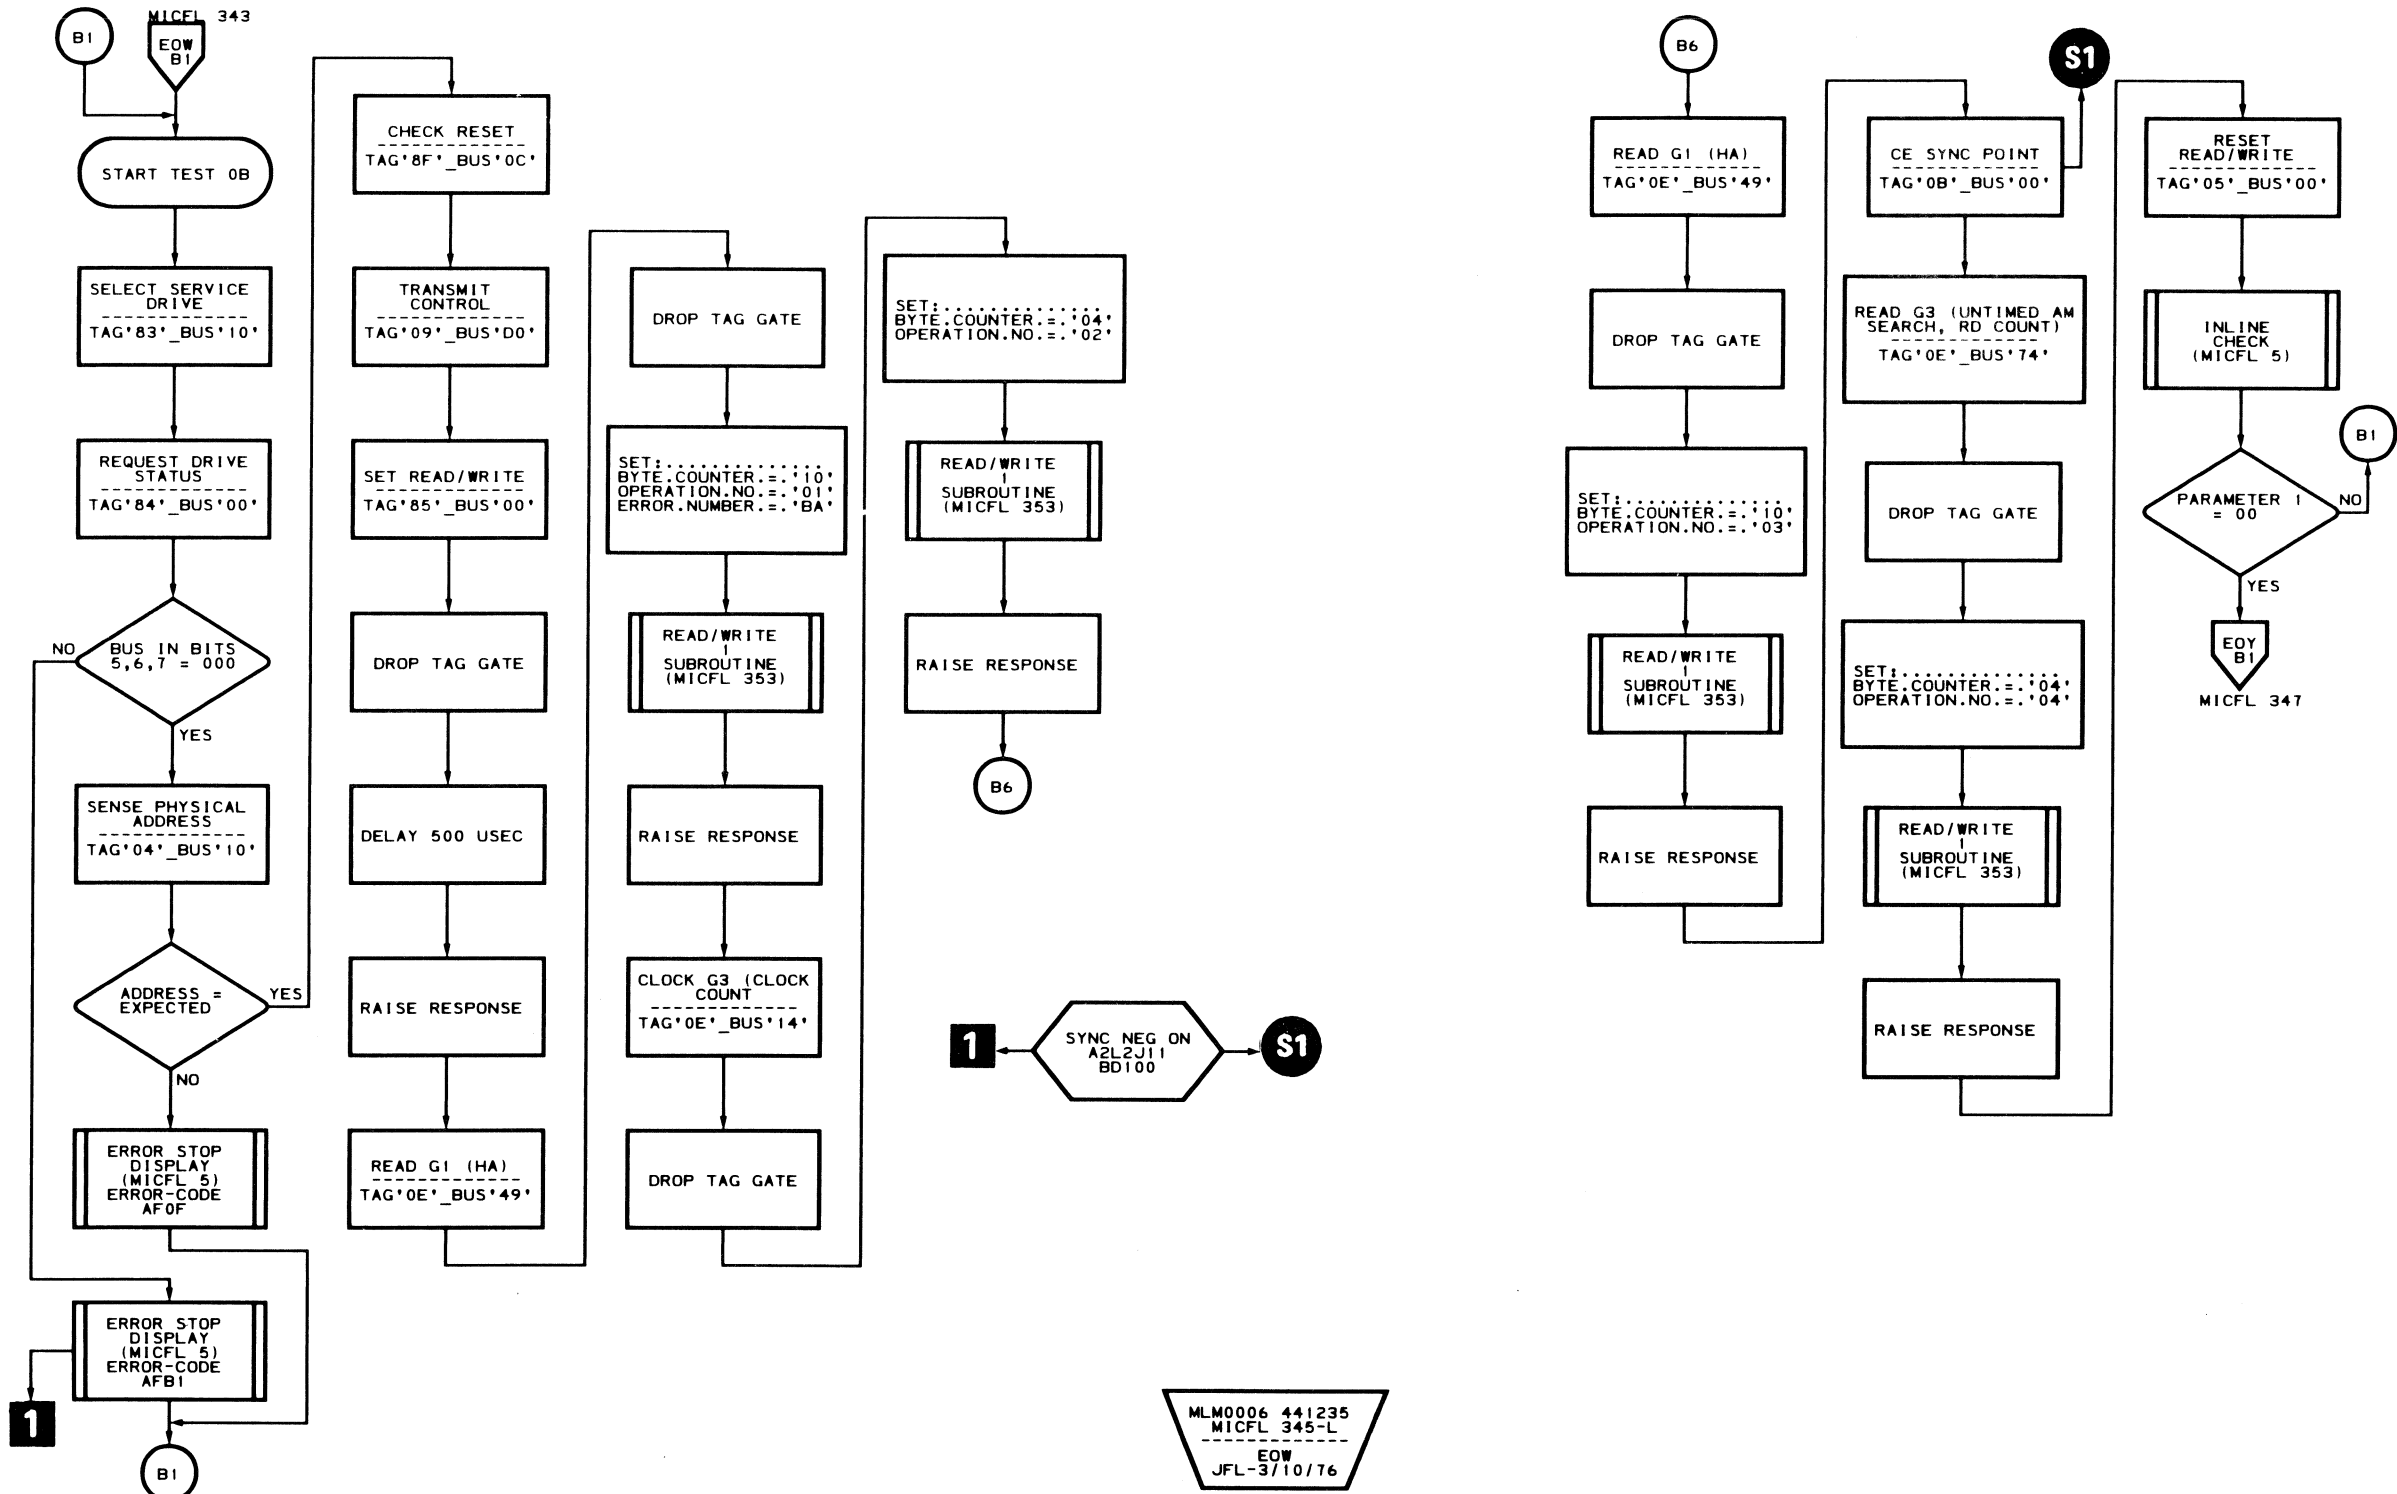 MICFL 343
B1
EOW
B1
START TEST 0B
SELECT SERVICE
DRIVE
TAG'83'_BUS'10'
REQUEST DRIVE
STATUS
TAG'84'_BUS'00'
BUS IN BITS
5,6,7 = 000
NO
YES
SENSE PHYSICAL
ADDRESS
TAG'04'_BUS'10'
ADDRESS =
EXPECTED
YES
NO
ERROR STOP
DISPLAY
(MICFL 5)
ERROR-CODE
AF0F
ERROR STOP
DISPLAY
(MICFL 5)
ERROR-CODE
AFB1
1
B1
CHECK RESET
TAG'8F'_BUS'0C'
TRANSMIT
CONTROL
TAG'09'_BUS'D0'
SET READ/WRITE
TAG'85'_BUS'00'
DROP TAG GATE
DELAY 500 USEC
RAISE RESPONSE
READ G1 (HA)
TAG'0E'_BUS'49'
DROP TAG GATE
SET:..............
BYTE.COUNTER.=.'10'
OPERATION.NO.=.'01'
ERROR.NUMBER.=.'BA'
READ/WRITE
1
SUBROUTINE
(MICFL 353)
RAISE RESPONSE
CLOCK G3 (CLOCK
COUNT
TAG'0E'_BUS'14'
DROP TAG GATE
SET:..............
BYTE.COUNTER.=.'04'
OPERATION.NO.=.'02'
READ/WRITE
1
SUBROUTINE
(MICFL 353)
RAISE RESPONSE
B6
1
SYNC NEG ON
A2L2J11
BD100
S1
B6
READ G1 (HA)
TAG'0E'_BUS'49'
DROP TAG GATE
SET:..............
BYTE.COUNTER.=.'10'
OPERATION.NO.=.'03'
READ/WRITE
1
SUBROUTINE
(MICFL 353)
RAISE RESPONSE
S1
CE SYNC POINT
TAG'0B'_BUS'00'
READ G3 (UNTIMED AM
SEARCH, RD COUNT)
TAG'0E'_BUS'74'
DROP TAG GATE
SET:..............
BYTE.COUNTER.=.'04'
OPERATION.NO.=.'04'
READ/WRITE
1
SUBROUTINE
(MICFL 353)
RAISE RESPONSE
RESET
READ/WRITE
TAG'05'_BUS'00'
INLINE
CHECK
(MICFL 5)
B1
PARAMETER 1
= 00
NO
YES
EOY
B1
MICFL 347
MLM0006 441235
MICFL 345-L
EOW
JFL-3/10/76